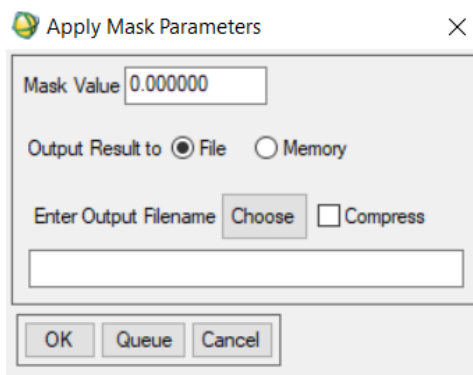 Apply Mask Parameters
Mask Value 0.000000
Output Result to File Memory
Enter Output Filename Choose Compress
OK Queue Cancel